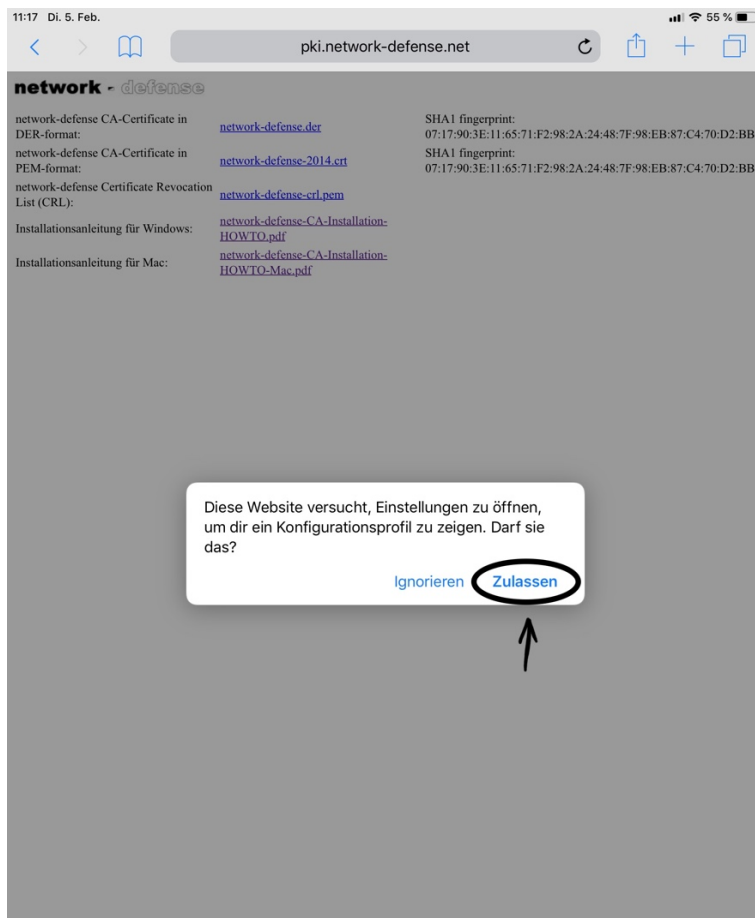 11:17 Di. 5. Feb. 55 %
pki.network-defense.net
network - defense
network-defense CA-Certificate in
DER-format:
network-defense.der
SHA1 fingerprint:
07:17:90:3E:11:65:71:F2:98:2A:24:48:7F:98:EB:87:C4:70:D2:BB
network-defense CA-Certificate in
PEM-format:
network-defense-2014.crt
SHA1 fingerprint:
07:17:90:3E:11:65:71:F2:98:2A:24:48:7F:98:EB:87:C4:70:D2:BB
network-defense Certificate Revocation
List (CRL):
network-defense-crl.pem
Installationsanleitung für Windows:
network-defense-CA-Installation-
HOWTO.pdf
Installationsanleitung für Mac:
network-defense-CA-Installation-
HOWTO-Mac.pdf
Diese Website versucht, Einstellungen zu öffnen,
um dir ein Konfigurationsprofil zu zeigen. Darf sie
das?
Ignorieren Zulassen